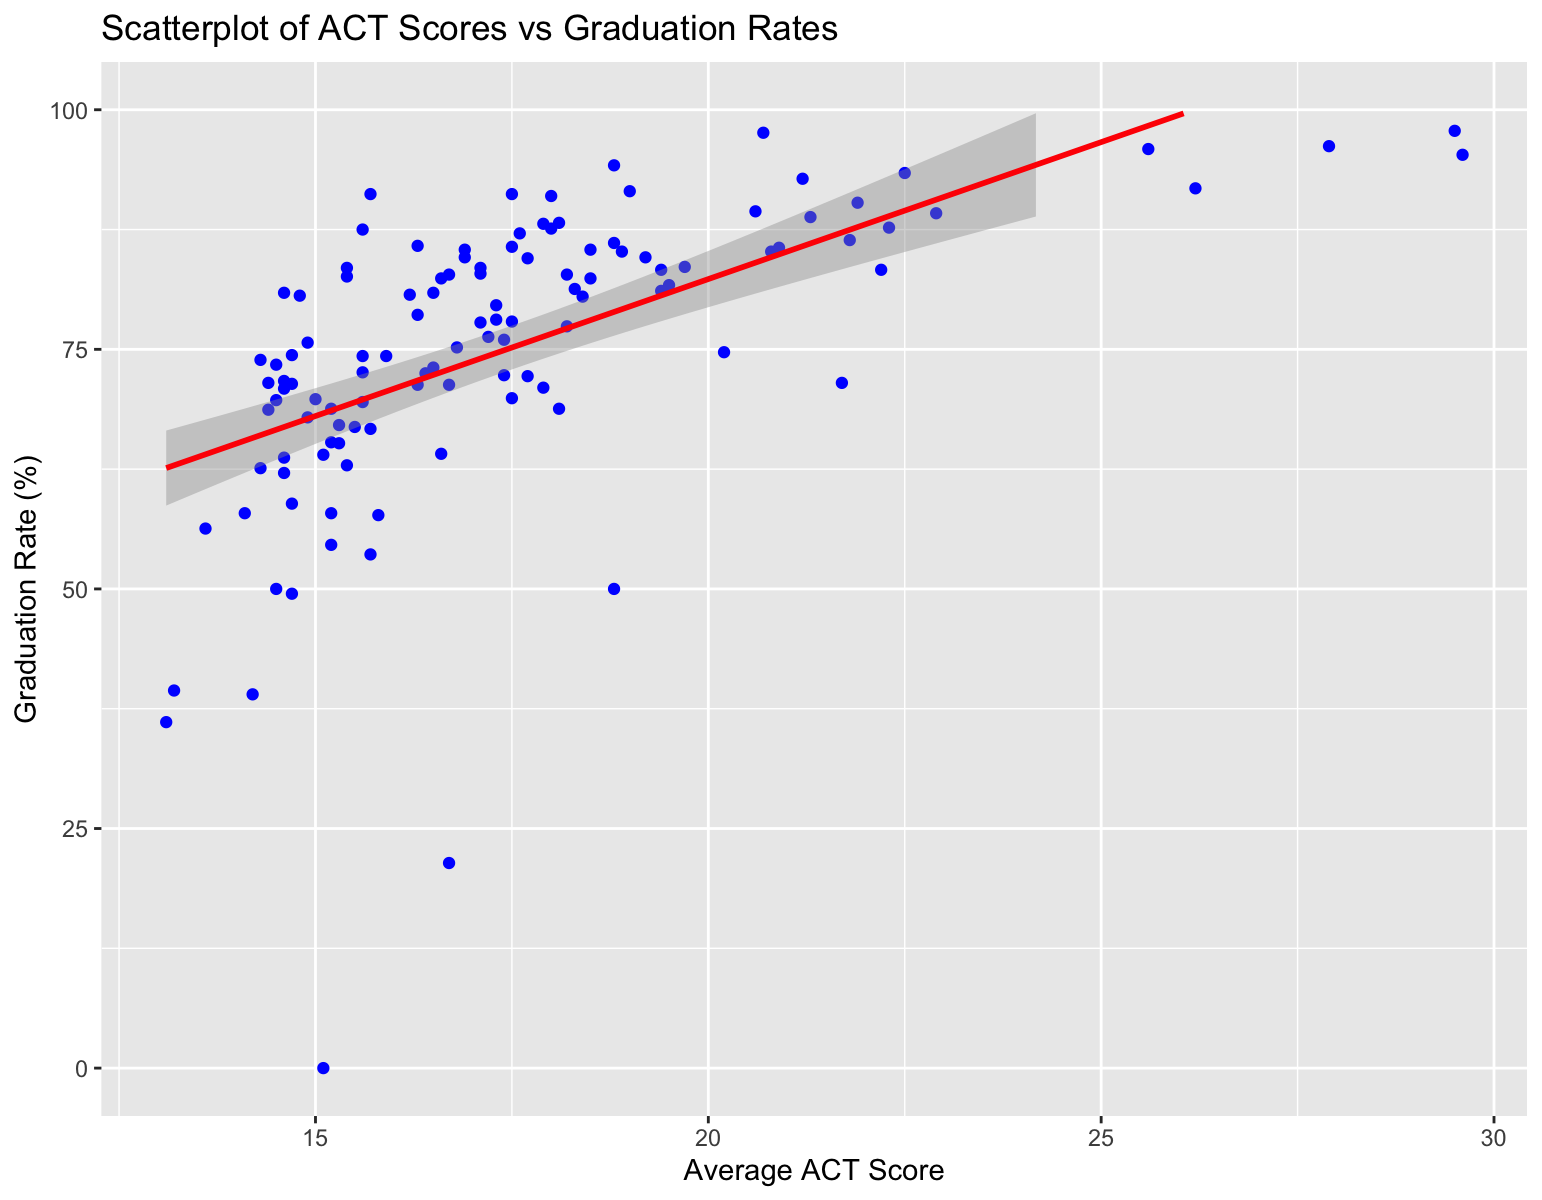 Scatterplot of ACT Scores vs Graduation Rates
100
75
50
25
0
Graduation Rate (%)
15 20 25 30
Average ACT Score